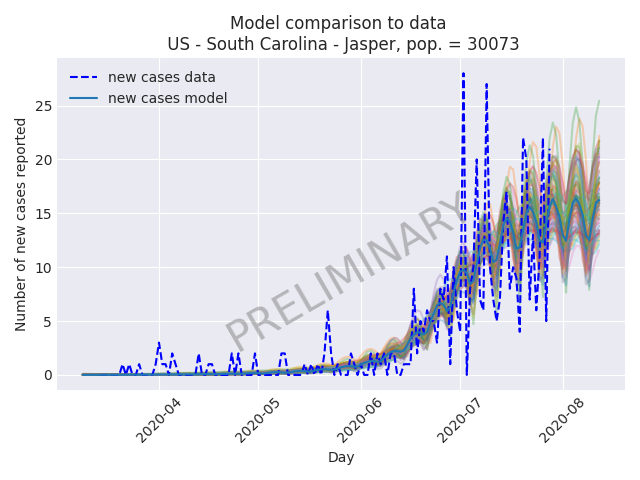 Model comparison to data
US - South Carolina - Jasper, pop. = 30073
new cases data
new cases model
PRELIMINARY
Number of new cases reported
25
20
15
10
5
0
2020-04
2020-05
2020-06
2020-07
2020-08
Day